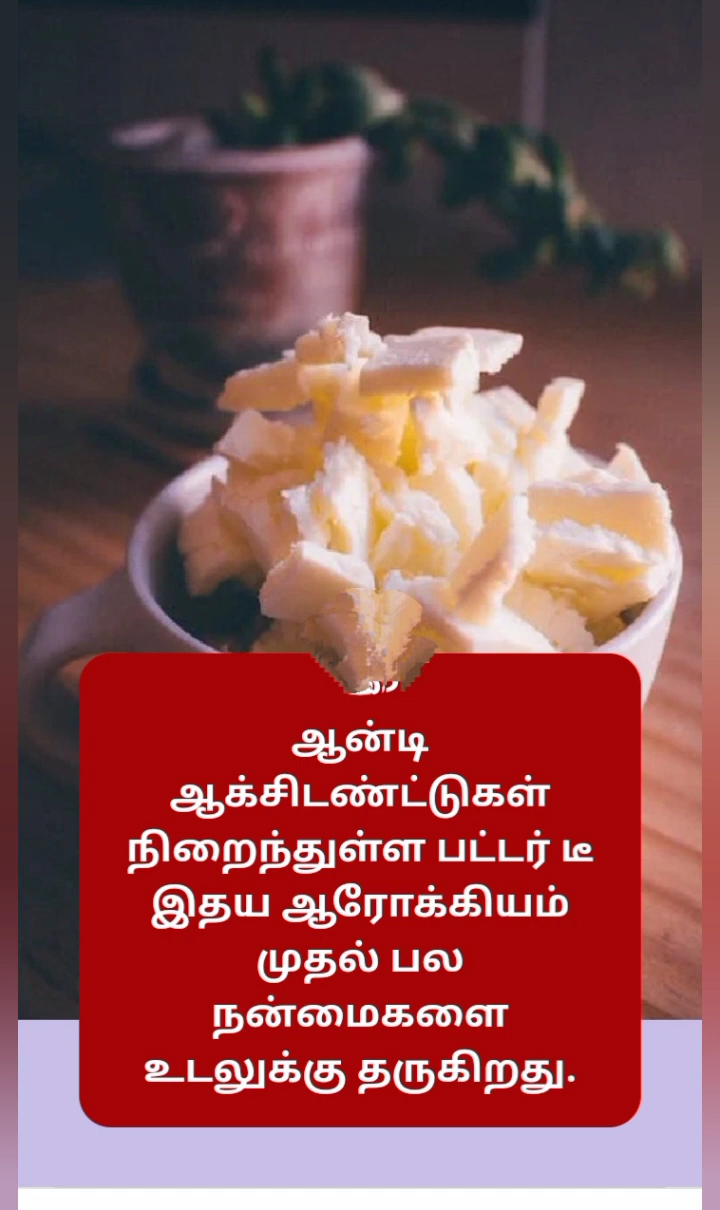 ஆன்டி
ஆக்சிடண்ட்டுகள்
நிறைந்துள்ள பட்டர் டீ
இதய ஆரோக்கியம்
முதல் பல
நன்மைகளை
உடலுக்கு தருகிறது.